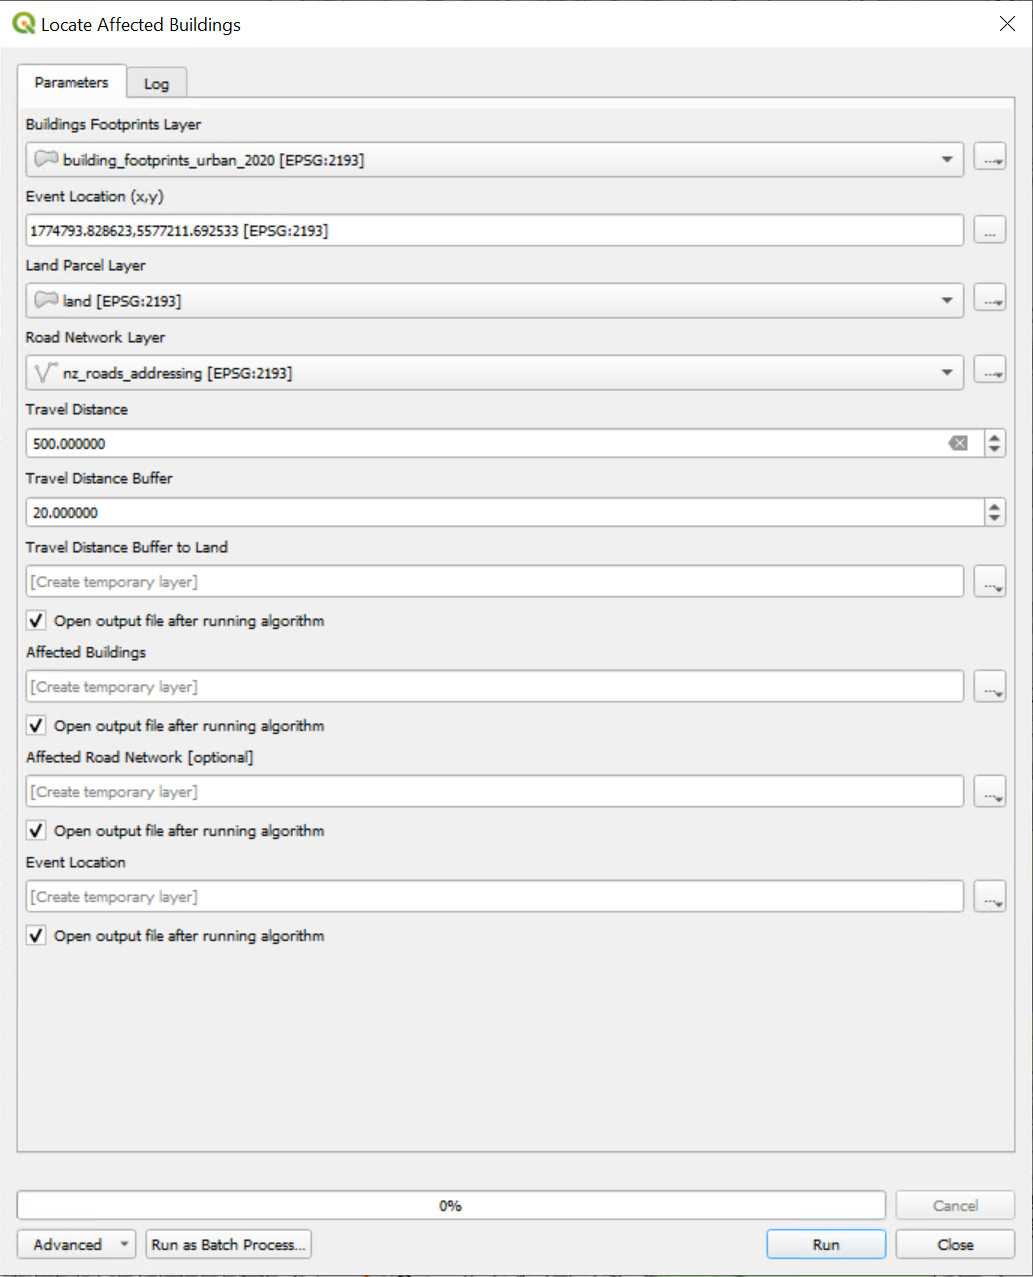 Locate Affected Buildings
Parameters
Log
Buildings Footprints Layer
building_footprints_urban_2020 [EPSG:2193]
...
Event Location (x,y)
1774793.828623,5577211.692533 [EPSG:2193]
...
Land Parcel Layer
land [EPSG:2193]
...
Road Network Layer
nz_roads_addressing [EPSG:2193]
...
Travel Distance
500.000000
Travel Distance Buffer
20.000000
Travel Distance Buffer to Land
[Create temporary layer]
...
Open output file after running algorithm
Affected Buildings
[Create temporary layer]
...
Open output file after running algorithm
Affected Road Network [optional]
[Create temporary layer]
...
Open output file after running algorithm
Event Location
[Create temporary layer]
...
Open output file after running algorithm
0%
Cancel
Advanced
Run as Batch Process...
Run
Close